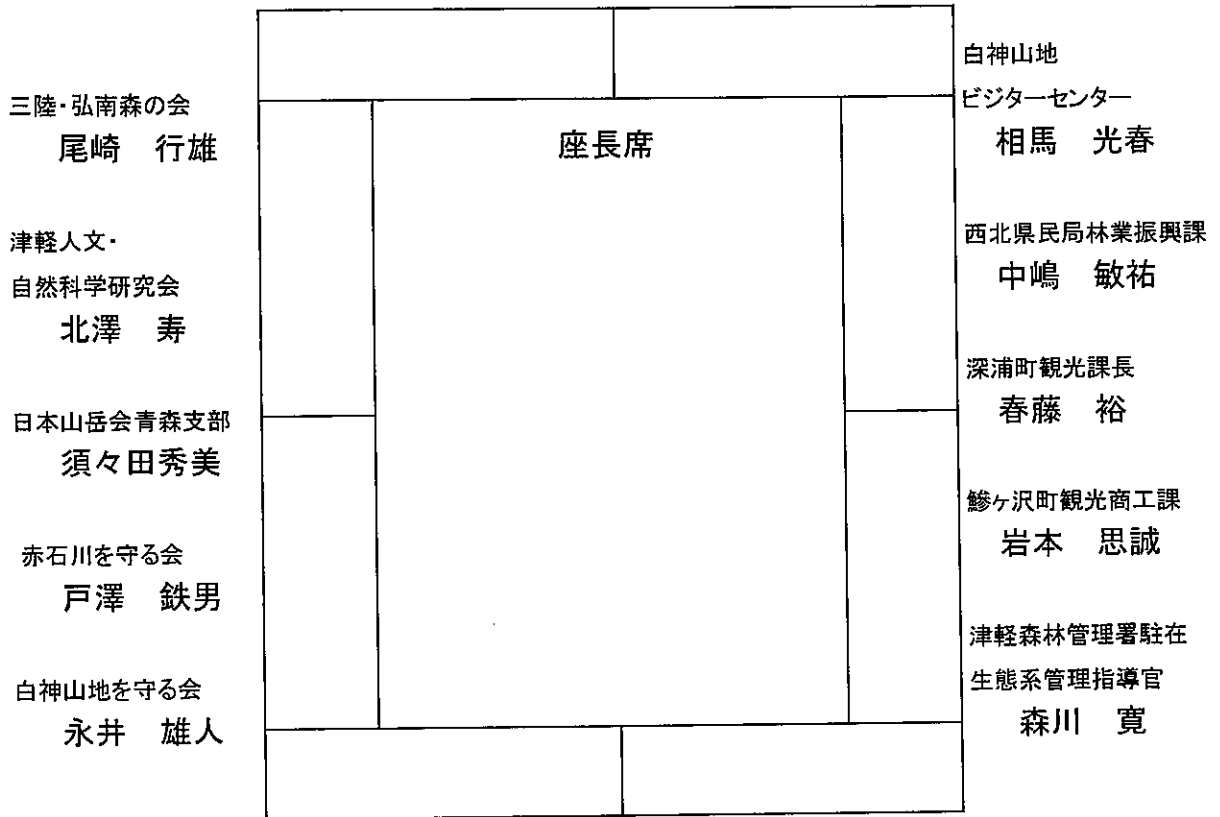 三陸・弘南森の会
尾崎　行雄
津軽人文・
自然科学研究会
北澤　寿
日本山岳会青森支部
須々田秀美
赤石川を守る会
戸澤　鉄男
白神山地を守る会
永井　雄人
座長席
白神山地
ビジターセンター
相馬　光春
西北県民局林業振興課
中嶋　敏祐
深浦町観光課長
春藤　裕
鰺ヶ沢町観光商工課
岩本　思誠
津軽森林管理署駐在
生態系管理指導官
森川　寛